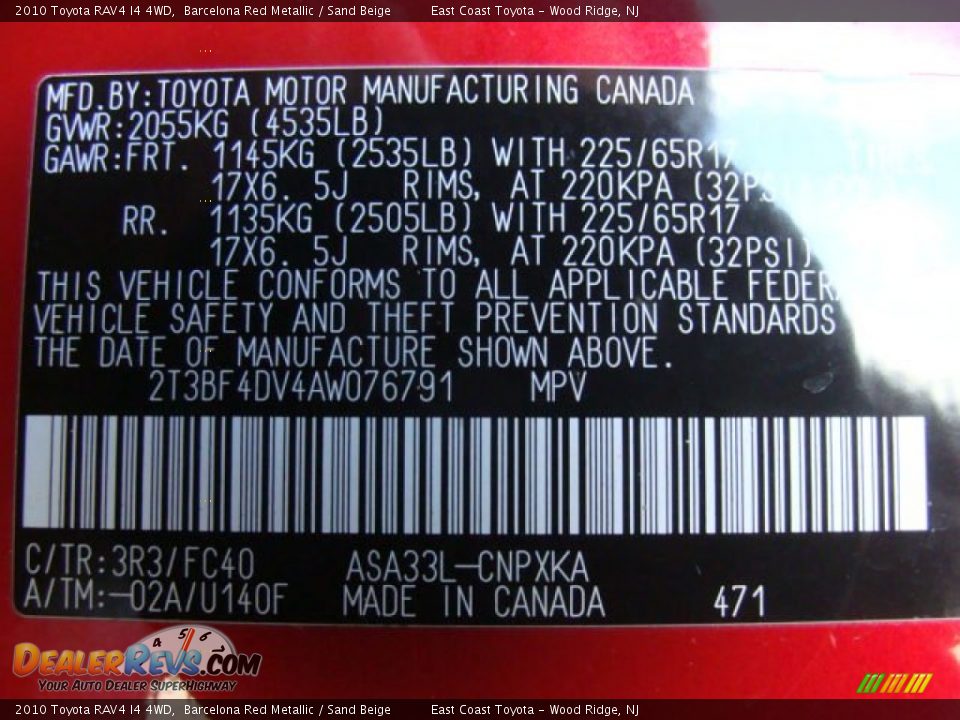 2010 Toyota RAV4 I4 4WD, Barcelona Red Metallic / Sand Beige East Coast Toyota - Wood Ridge, NJ
MFD.BY:TOYOTA MOTOR MANUFACTURING CANADA
GVWR:2055KG (4535LB)
GAWR:FRT. 1145KG (2535LB) WITH 225/65R17
17X6. 5J RIMS, AT 220KPA (32PSI)
RR. 1135KG (2505LB) WITH 225/65R17
17X6. 5J RIMS, AT 220KPA (32PSI)
THIS VEHICLE CONFORMS TO ALL APPLICABLE FEDERA
VEHICLE SAFETY AND THEFT PREVENTION STANDARDS
THE DATE OF MANUFACTURE SHOWN ABOVE.
2T3BF4DV4AW076791 MPV
C/TR:3R3/FC40 ASA33L-CNPXKA
A/TM:-02A/U140F MADE IN CANADA 471
4 5 6
DEALERREVS.COM
YOUR AUTO DEALER SUPERHIGHWAY
2010 Toyota RAV4 I4 4WD, Barcelona Red Metallic / Sand Beige East Coast Toyota - Wood Ridge, NJ